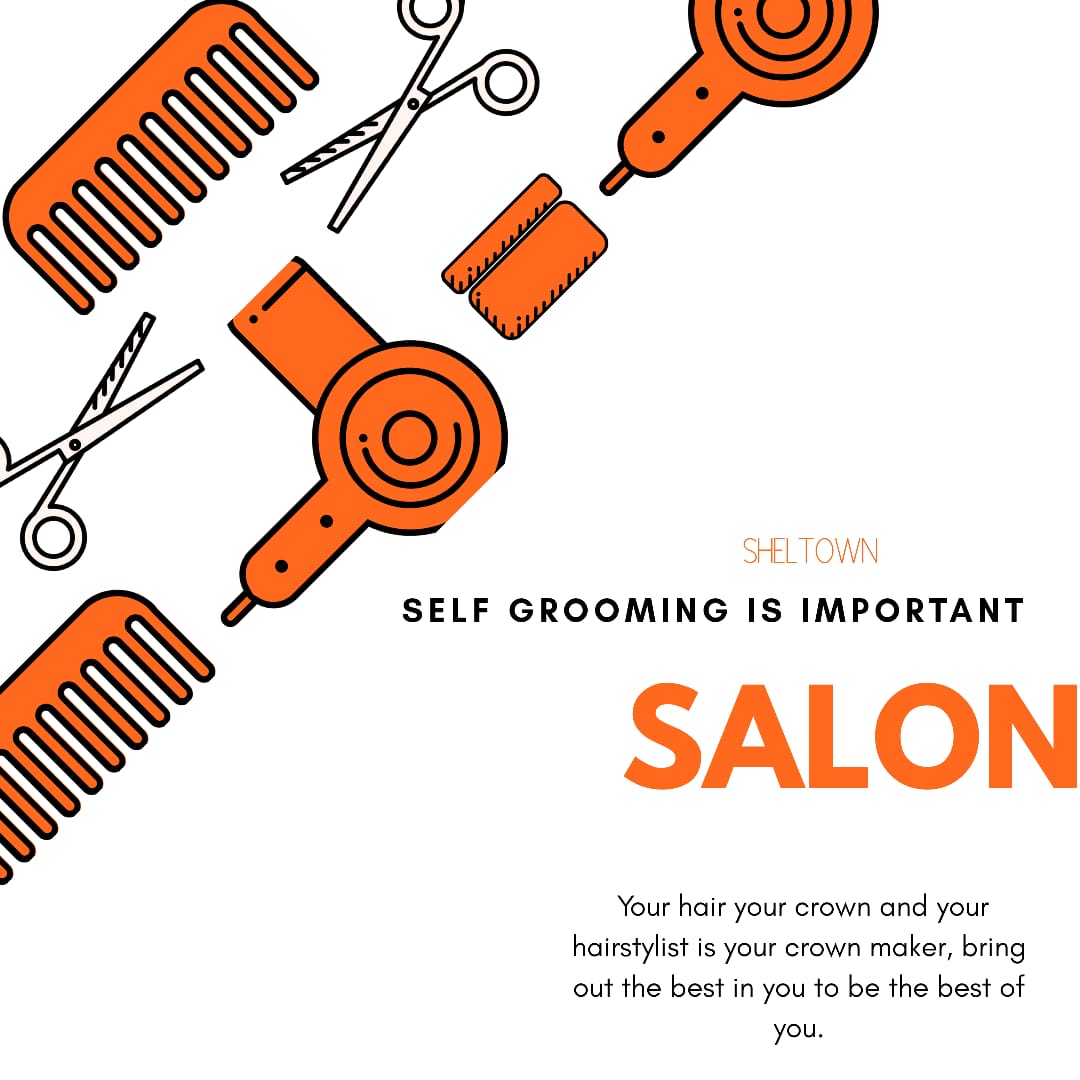 SHELTOWN
SELF GROOMING IS IMPORTANT
SALON
Your hair your crown and your
hairstylist is your crown maker, bring
out the best in you to be the best of
you.